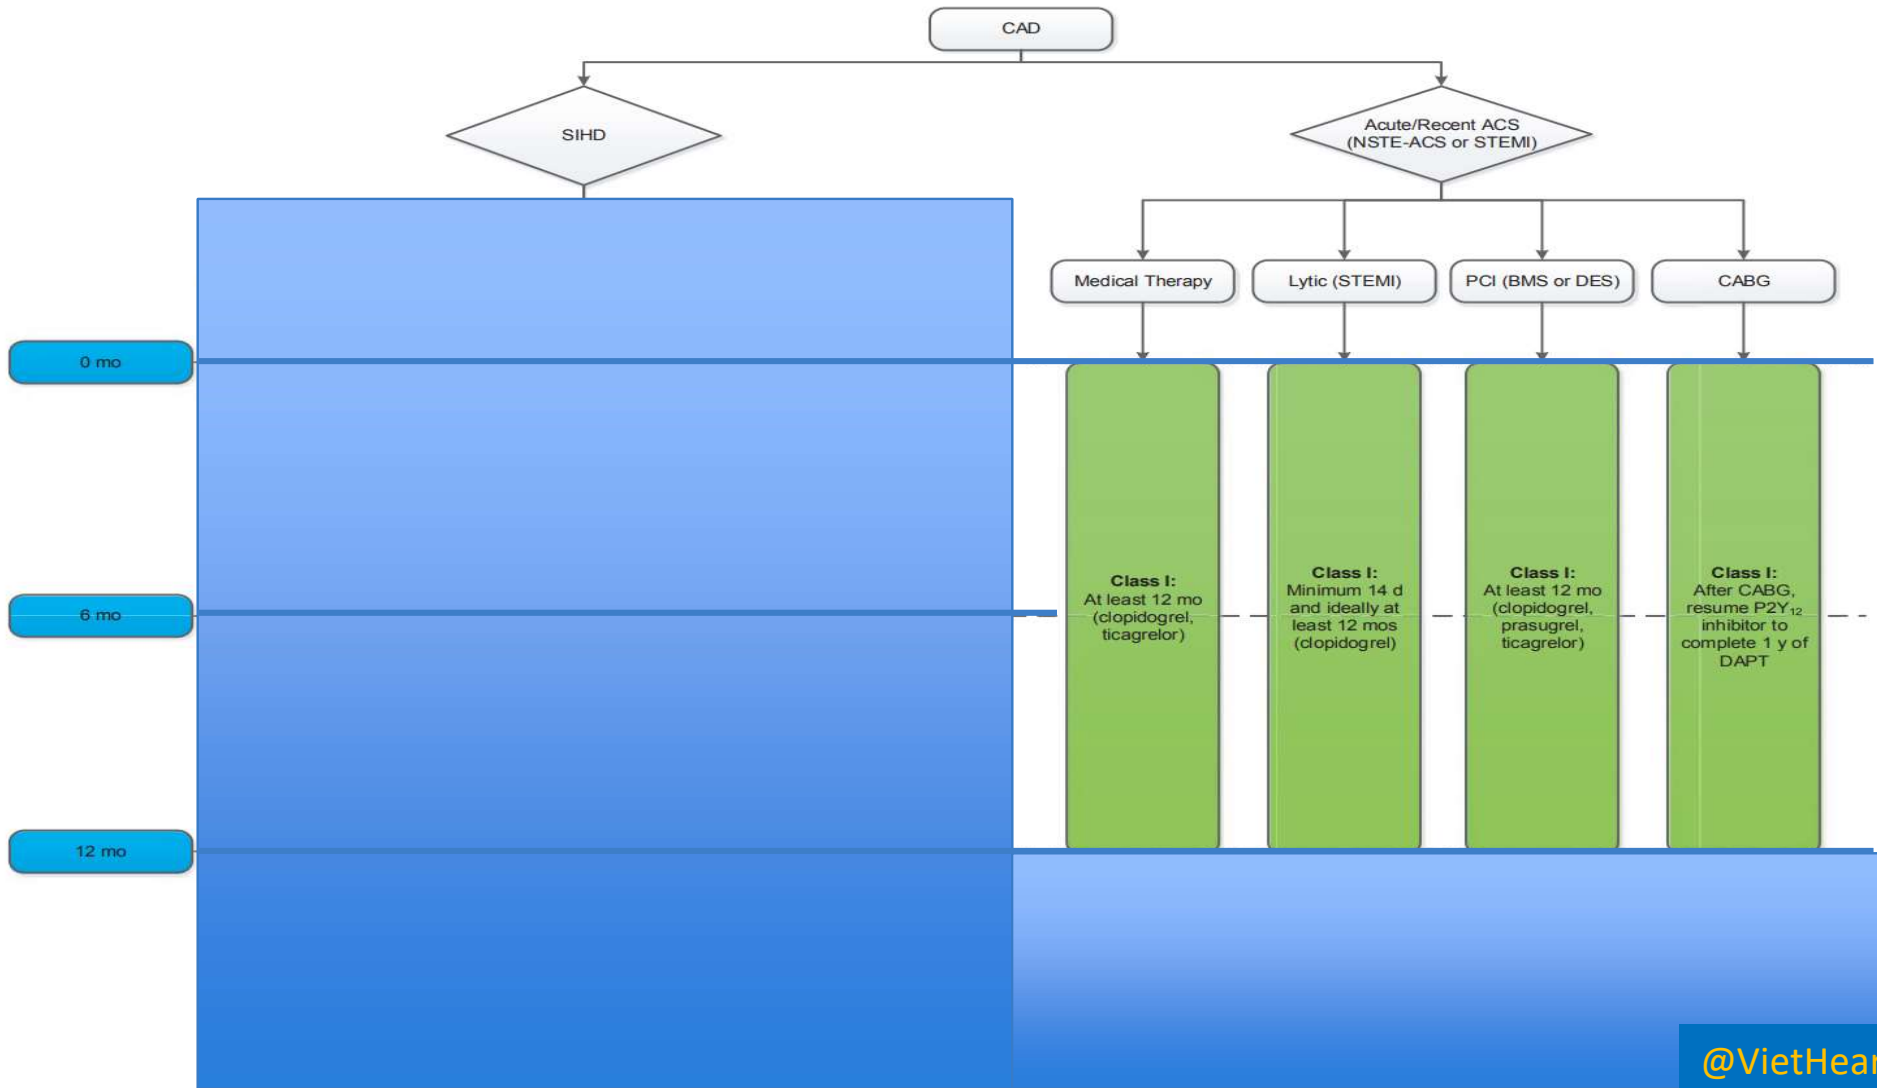 CAD
SIHD
Acute/Recent ACS
(NSTE-ACS or STEMI)
Medical Therapy
Lytic (STEMI)
PCI (BMS or DES)
CABG
0 mo
6 mo
12 mo
Class I:
At least 12 mo
(clopidogrel,
ticagrelor)
Class I:
Minimum 14 d
and ideally at
least 12 mos
(clopidogrel)
Class I:
At least 12 mo
(clopidogrel,
prasugrel,
ticagrelor)
Class I:
After CABG,
resume P2Y₁₂
inhibitor to
complete 1 y of
DAPT
@VietHear